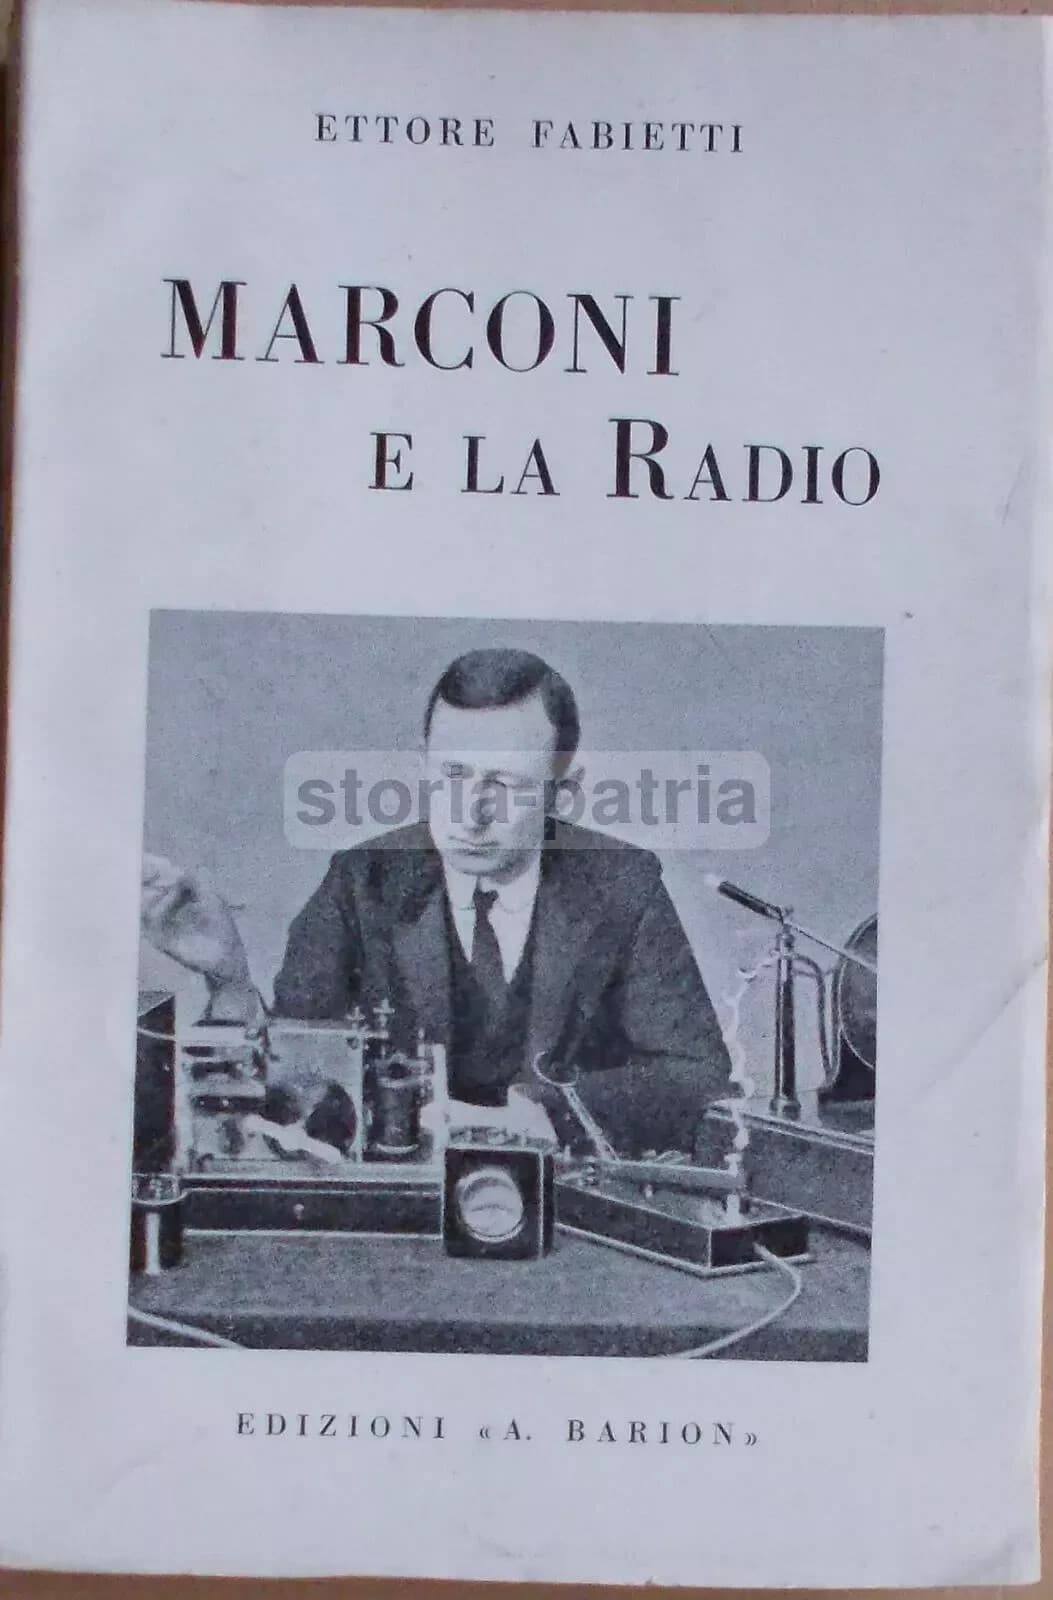 ETTORE FABIETTI
MARCONI
E LA RADIO
storia-patria
EDIZIONI «A. BARION»